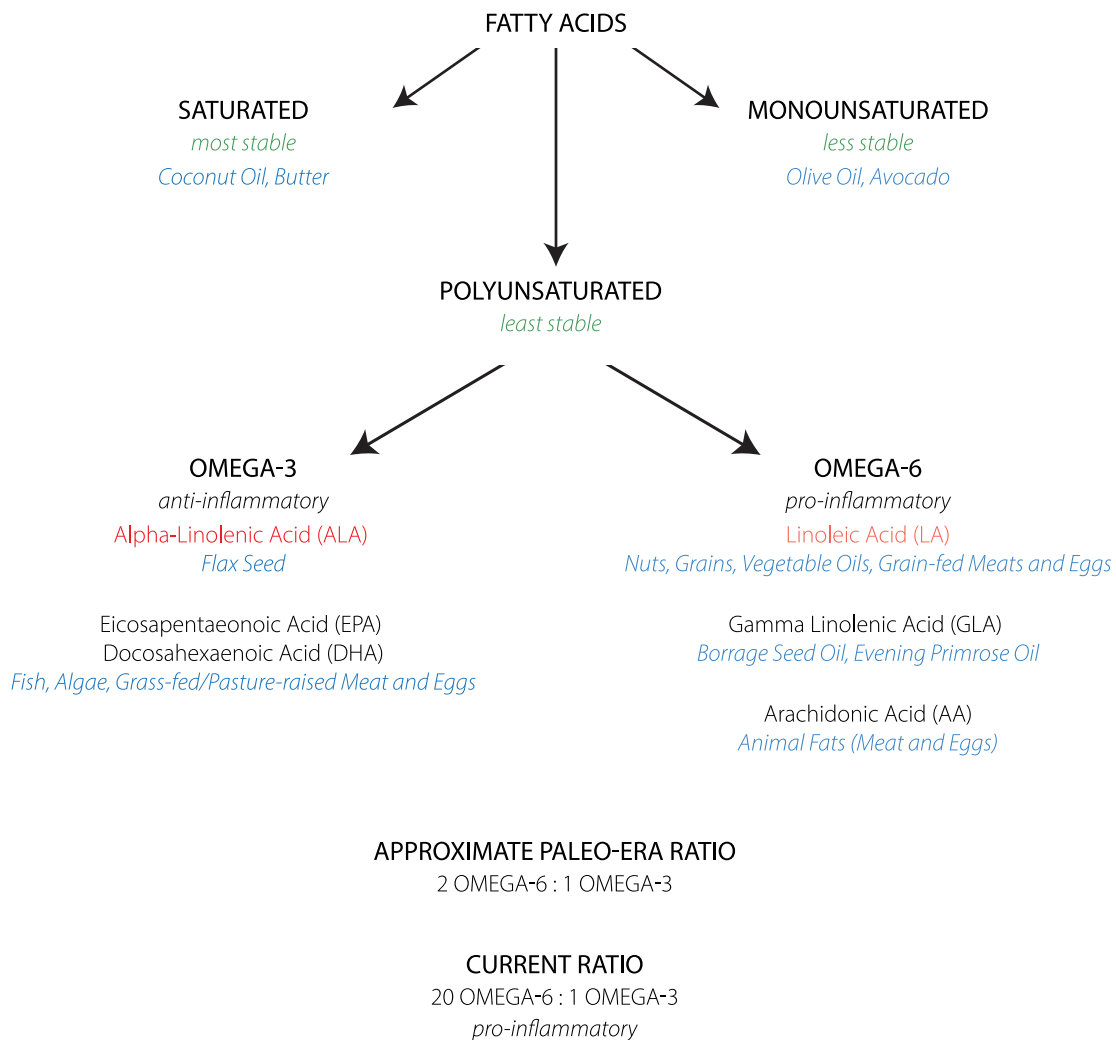 FATTY ACIDS
SATURATED
most stable
Coconut Oil, Butter
MONOUNSATURATED
less stable
Olive Oil, Avocado
POLYUNSATURATED
least stable
OMEGA-3
anti-inflammatory
Alpha-Linolenic Acid (ALA)
Flax Seed
Eicosapentaeonoic Acid (EPA)
Docosahexaenoic Acid (DHA)
Fish, Algae, Grass-fed/Pasture-raised Meat and Eggs
OMEGA-6
pro-inflammatory
Linoleic Acid (LA)
Nuts, Grains, Vegetable Oils, Grain-fed Meats and Eggs
Gamma Linolenic Acid (GLA)
Borrage Seed Oil, Evening Primrose Oil
Arachidonic Acid (AA)
Animal Fats (Meat and Eggs)
APPROXIMATE PALEO-ERA RATIO
2 OMEGA-6 : 1 OMEGA-3
CURRENT RATIO
20 OMEGA-6 : 1 OMEGA-3
pro-inflammatory